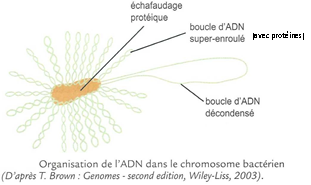 échafaudage
protéique
boucle d'ADN
super-enroulé
(avec protéines)
boucle d'ADN
décondensé
Organisation de l'ADN dans le chromosome bactérien
(D'après T. Brown : Genomes - second edition, Wiley-Liss, 2003).